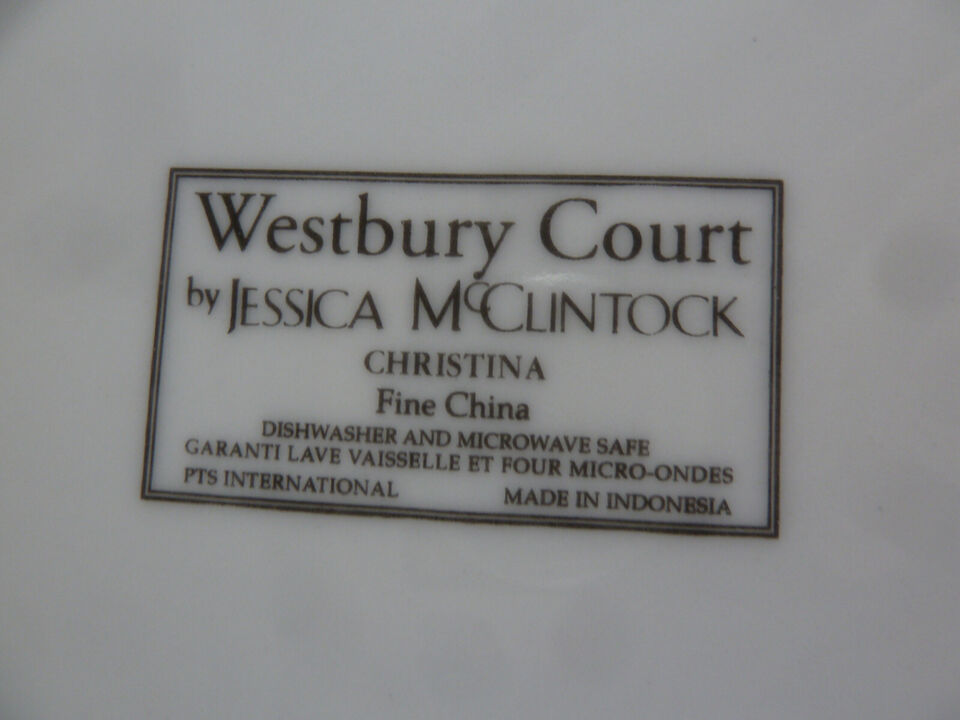 Westbury Court
by JESSICA McCLINTOCK
CHRISTINA
Fine China
DISHWASHER AND MICROWAVE SAFE
GARANTI LAVE VAISSELLE ET FOUR MICRO-ONDES
PTS INTERNATIONAL MADE IN INDONESIA